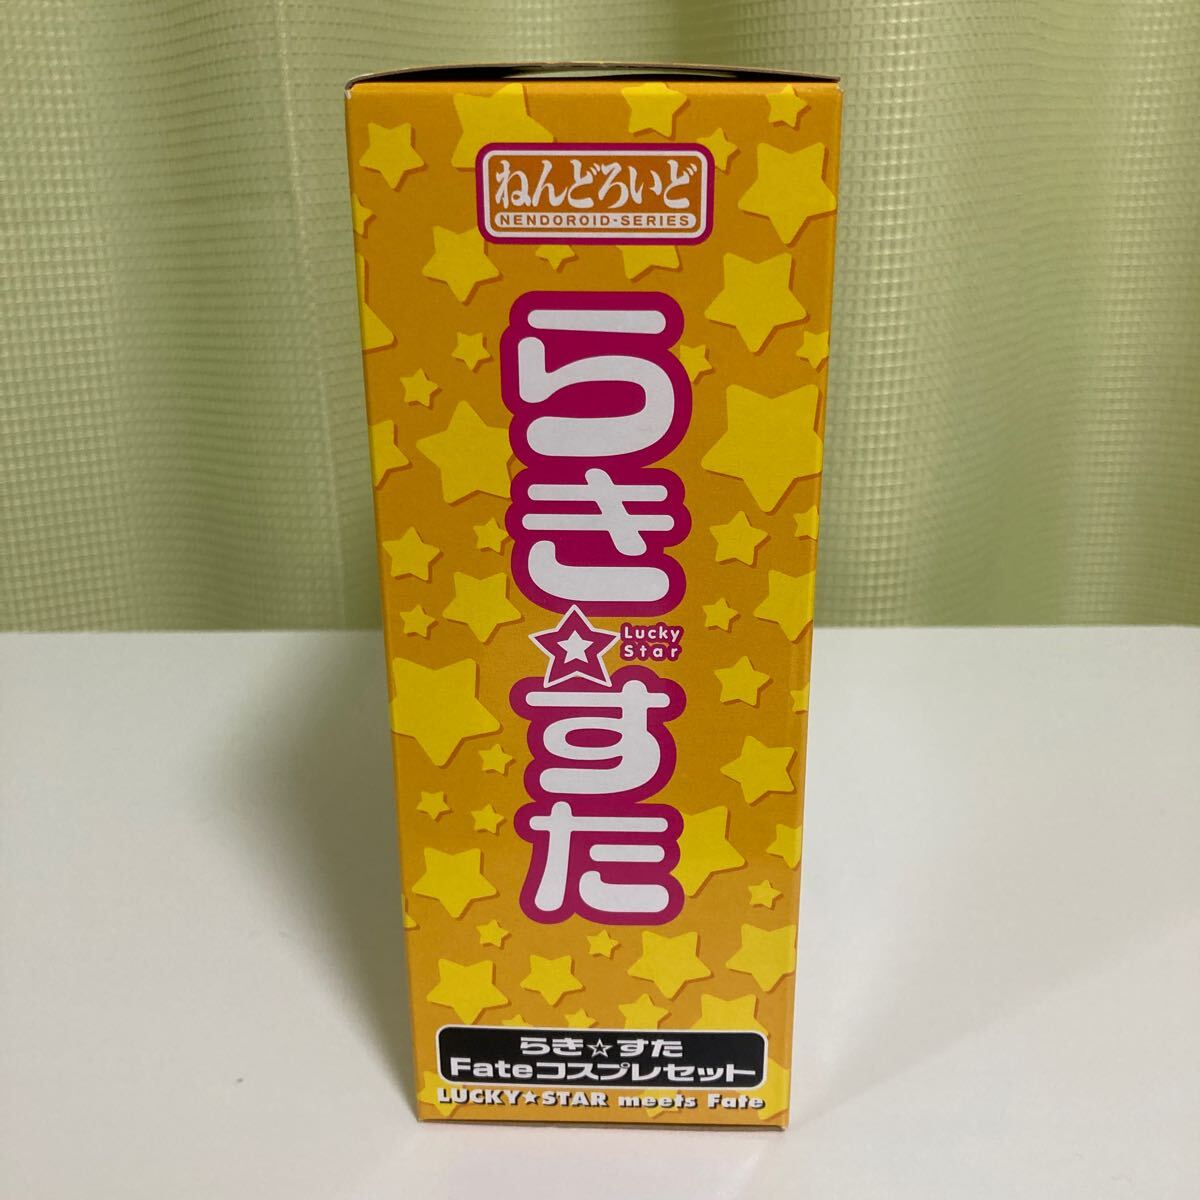 ねんどろいど
NENDOROID-SERIES
らき☆すた
Lucky
Star
らき☆すた
Fateコスプレセット
LUCKY★STAR meets Fate